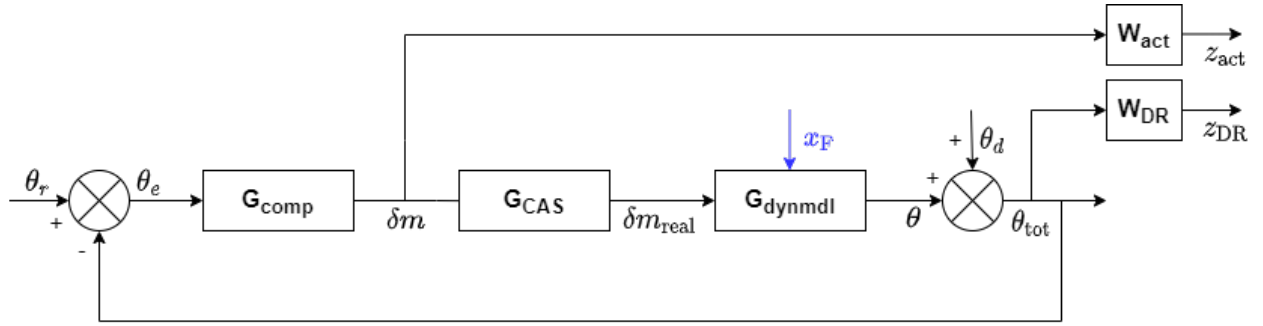 W_act
z_act
W_DR
z_DR
x_F
+
θ_d
θ_r
+
-
θ_e
G_comp
δm
G_CAS
δm_real
G_dynmdl
θ
+
θ_tot